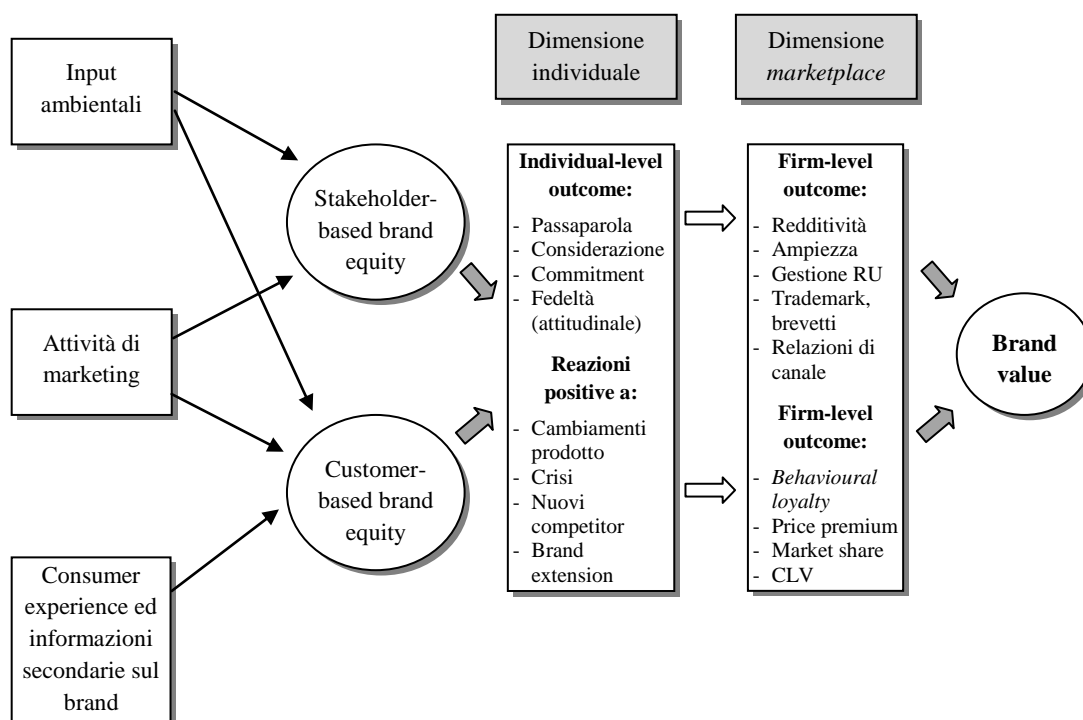 Input
ambientali
Attività di
marketing
Consumer
experience ed
informazioni
secondarie sul
brand
Stakeholder-
based brand
equity
Customer-
based brand
equity
Dimensione
individuale
Individual-level
outcome:
- Passaparola
- Considerazione
- Commitment
- Fedeltà
(attitudinale)
Reazioni
positive a:
- Cambiamenti
prodotto
- Crisi
- Nuovi
competitor
- Brand
extension
Dimensione
marketplace
Firm-level
outcome:
- Redditività
- Ampiezza
- Gestione RU
- Trademark,
brevetti
- Relazioni di
canale
Firm-level
outcome:
- Behavioural
loyalty
- Price premium
- Market share
- CLV
Brand
value